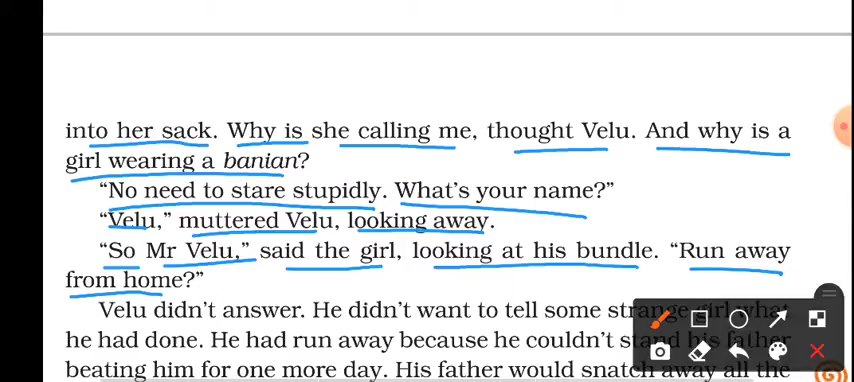 into her sack. Why is she calling me, thought Velu. And why is a
girl wearing a banian?
“No need to stare stupidly. What’s your name?”
“Velu,” muttered Velu, looking away.
“So Mr Velu,” said the girl, looking at his bundle. “Run away
from home?”
Velu didn’t answer. He didn’t want to tell some strange girl what
he had done. He had run away because he couldn’t stand his father
beating him for one more day. His father would snatch away all the